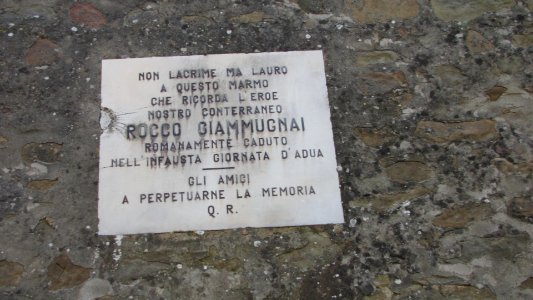 NON LACRIME MA LAURO
A QUESTO MARMO
CHE RICORDA L'EROE
NOSTRO CONTERRANEO
ROCCO GIAMMUGNAI
ROMANAMENTE CADUTO
NELL'INFAUSTA GIORNATA D'ADUA
GLI AMICI
A PERPETUARNE LA MEMORIA
Q. R.